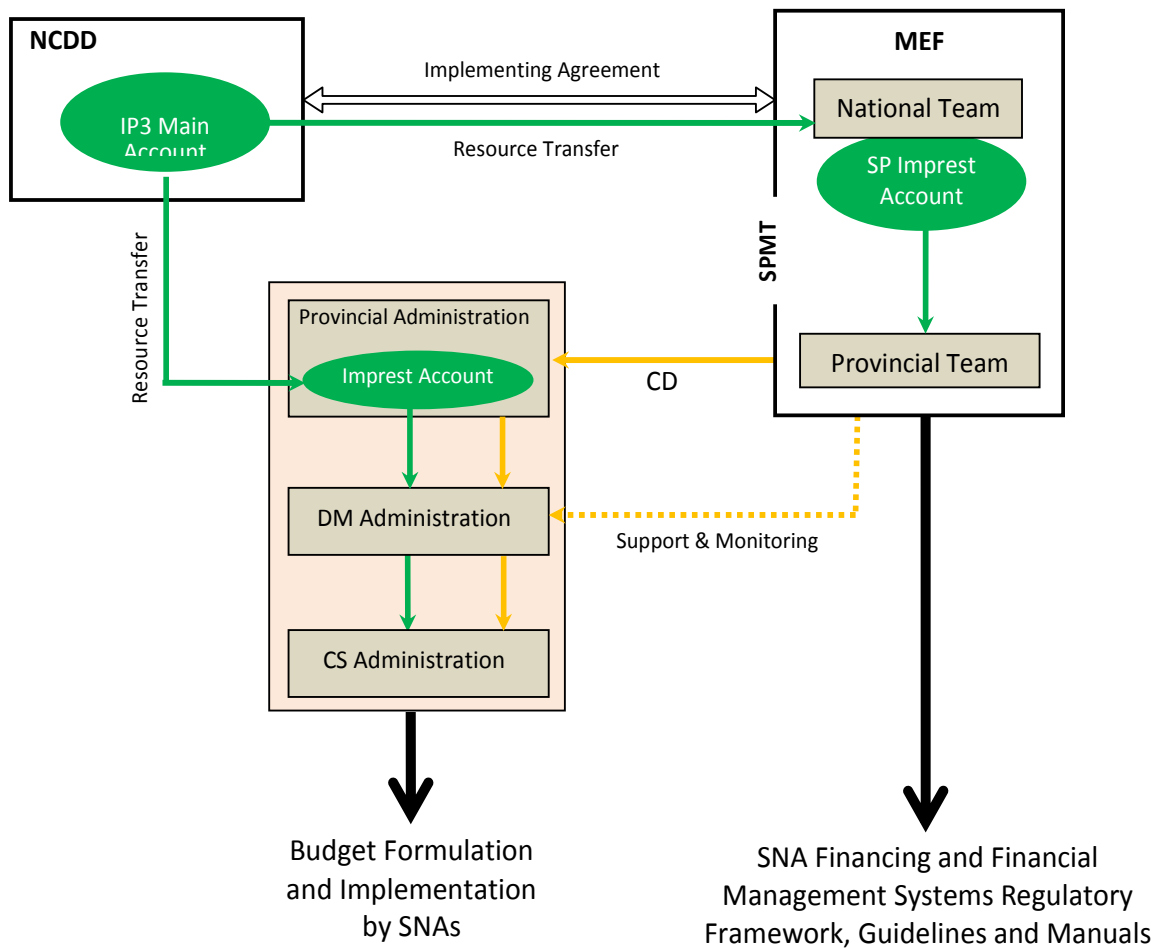 NCDD
MEF
Implementing Agreement
National Team
IP3 Main
Account
Resource Transfer
SP Imprest
Account
SPMT
Resource Transfer
Provincial Administration
Provincial Team
Imprest Account
CD
DM Administration
Support & Monitoring
CS Administration
Budget Formulation
and Implementation
by SNAs
SNA Financing and Financial
Management Systems Regulatory
Framework, Guidelines and Manuals